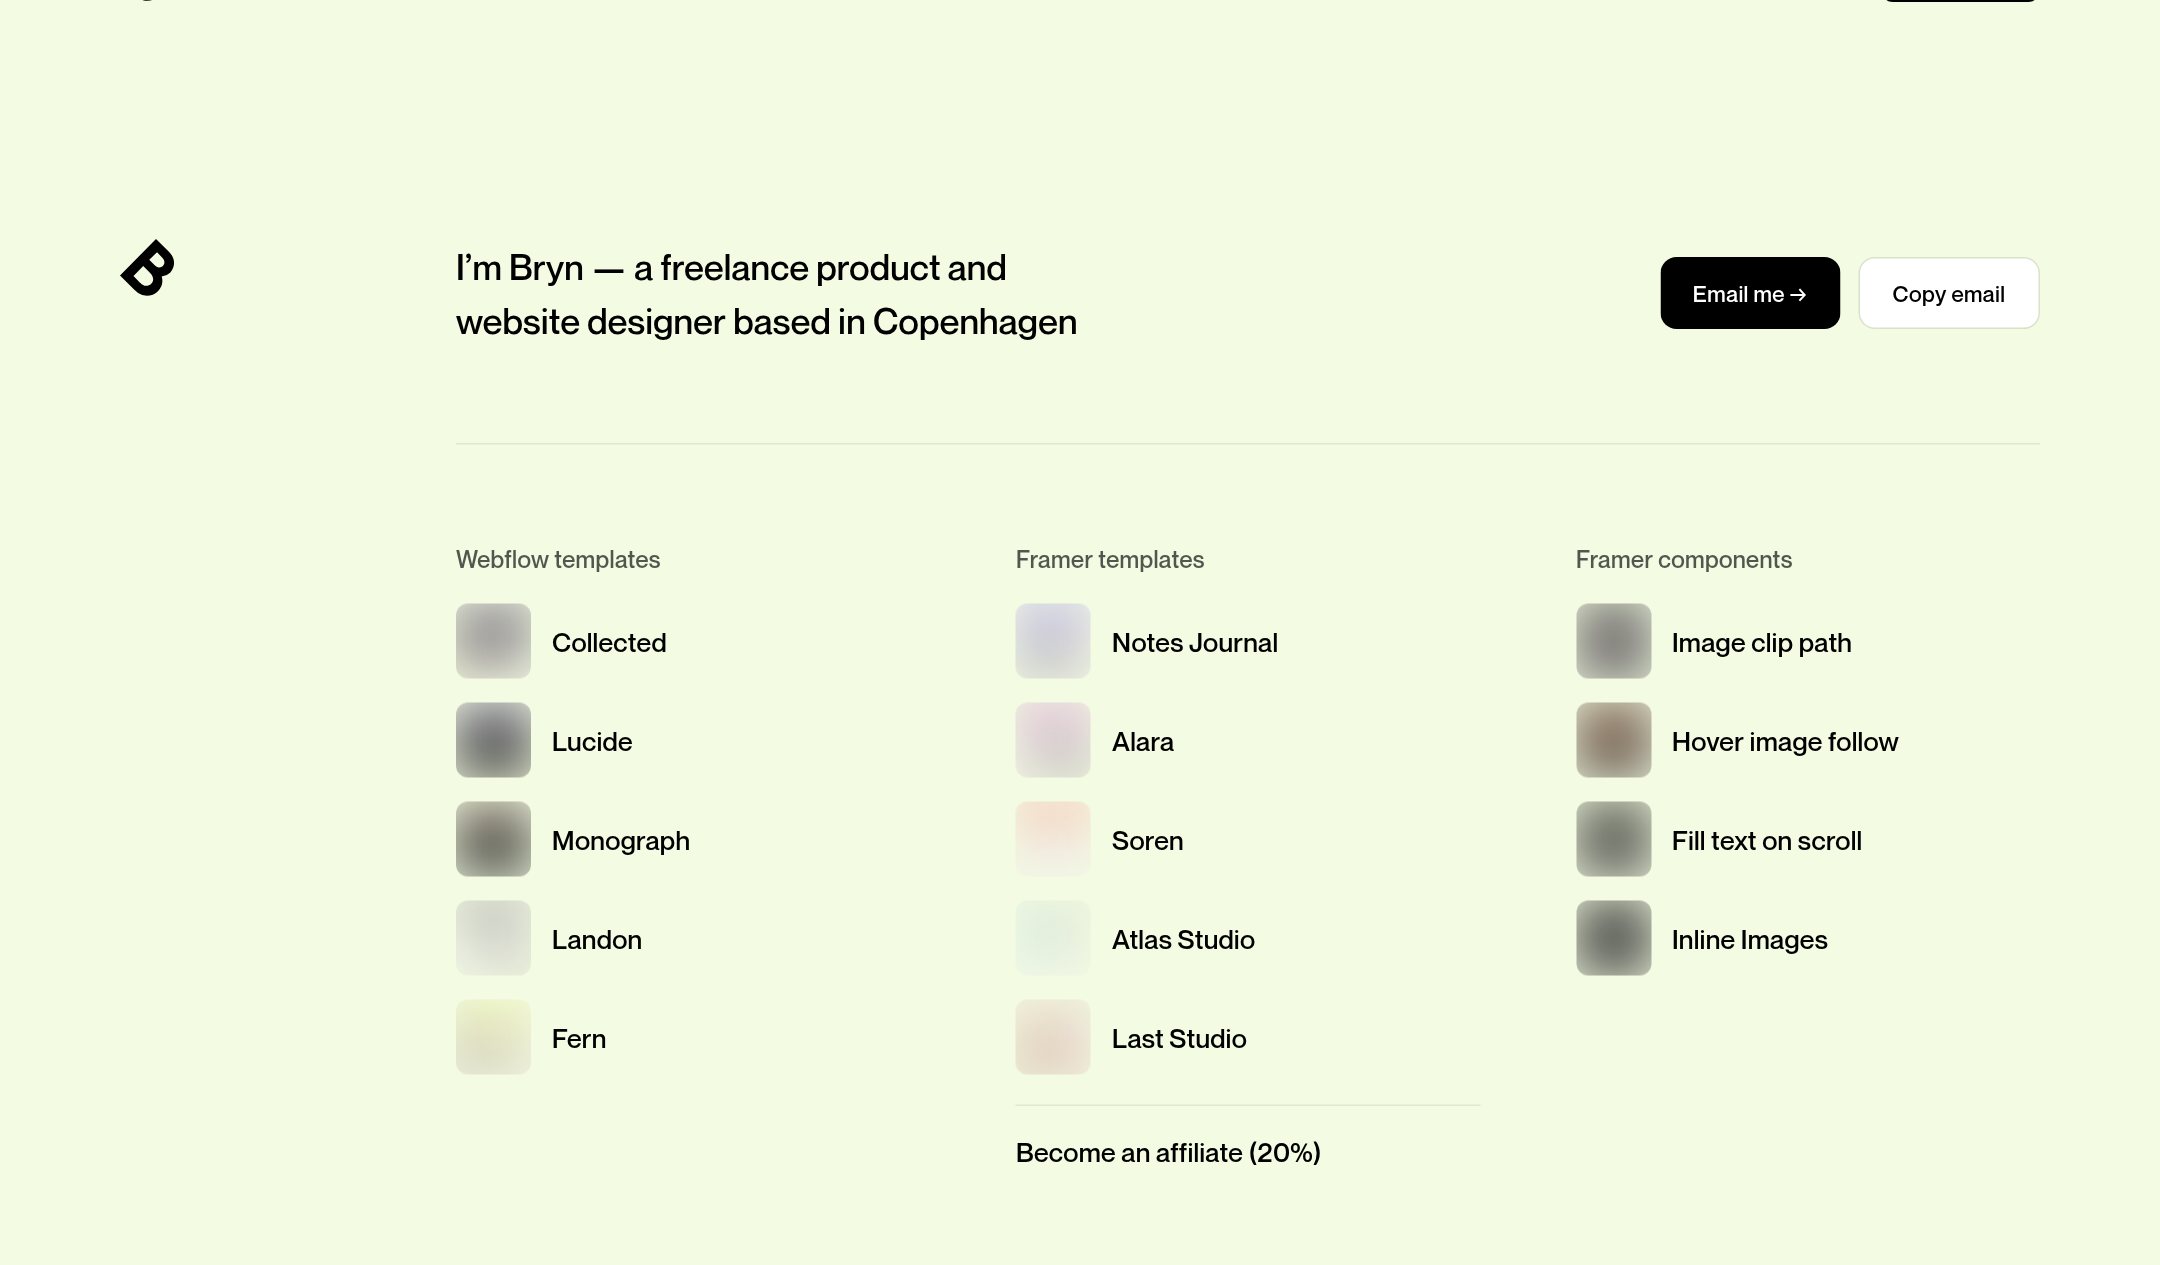 B
I’m Bryn — a freelance product and
website designer based in Copenhagen
Email me →
Copy email
Webflow templates
Collected
Lucide
Monograph
Landon
Fern
Framer templates
Notes Journal
Alara
Soren
Atlas Studio
Last Studio
Become an affiliate (20%)
Framer components
Image clip path
Hover image follow
Fill text on scroll
Inline Images